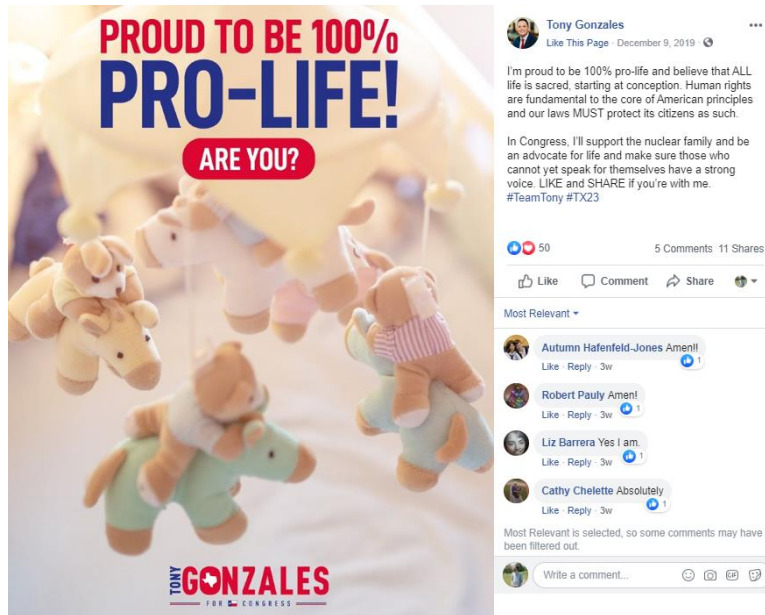 PROUD TO BE 100%
PRO-LIFE!
ARE YOU?
TONY
GONZALES
FOR CONGRESS
Tony Gonzales
Like This Page · December 9, 2019 ·
I'm proud to be 100% pro-life and believe that ALL
life is sacred, starting at conception. Human rights
are fundamental to the core of American principles
and our laws MUST protect its citizens as such.
In Congress, I'll support the nuclear family and be
an advocate for life and make sure those who
cannot yet speak for themselves have a strong
voice. LIKE and SHARE if you're with me.
#TeamTony #TX23
50
5 Comments 11 Shares
Like Comment Share
Most Relevant
Autumn Hafenfeld-Jones Amen!!
1
Like · Reply · 3w
Robert Pauly Amen!
1
Like · Reply · 3w
Liz Barrera Yes I am.
1
Like · Reply · 3w
Cathy Chelette Absolutely
1
Like · Reply · 3w
Most Relevant is selected, so some comments may have
been filtered out.
Write a comment...
GIF